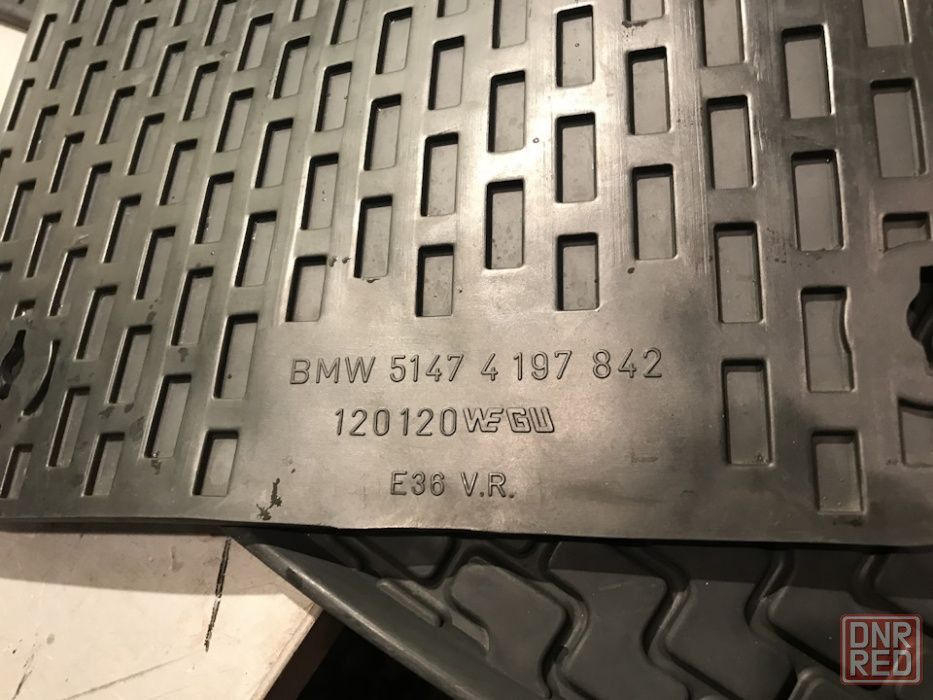 BMW 5147 4 197 842
120120 WEGU
E36 V.R.
DNR
RED